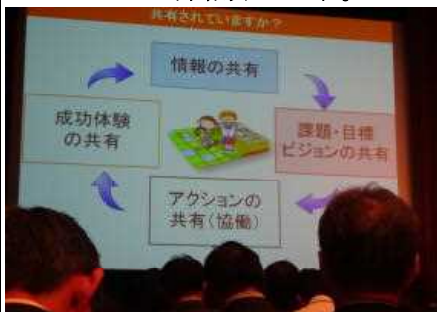 共有されていますか？
情報の共有
課題・目標
ビジョンの共有
アクションの
共有（協働）
成功体験
の共有